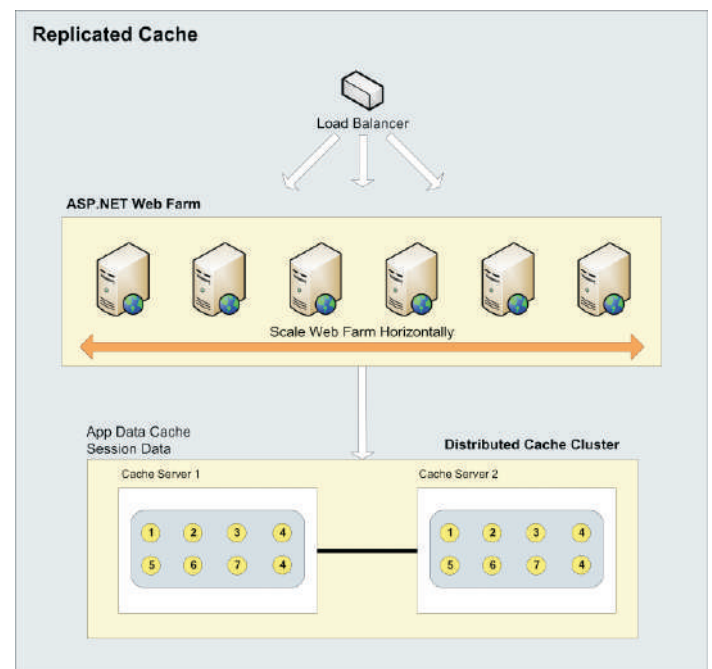 Replicated Cache
Load Balancer
ASP.NET Web Farm
Scale Web Farm Horizontally
App Data Cache
Session Data
Distributed Cache Cluster
Cache Server 1
Cache Server 2
1 2 3 4
5 6 7 4
1 2 3 4
5 6 7 4